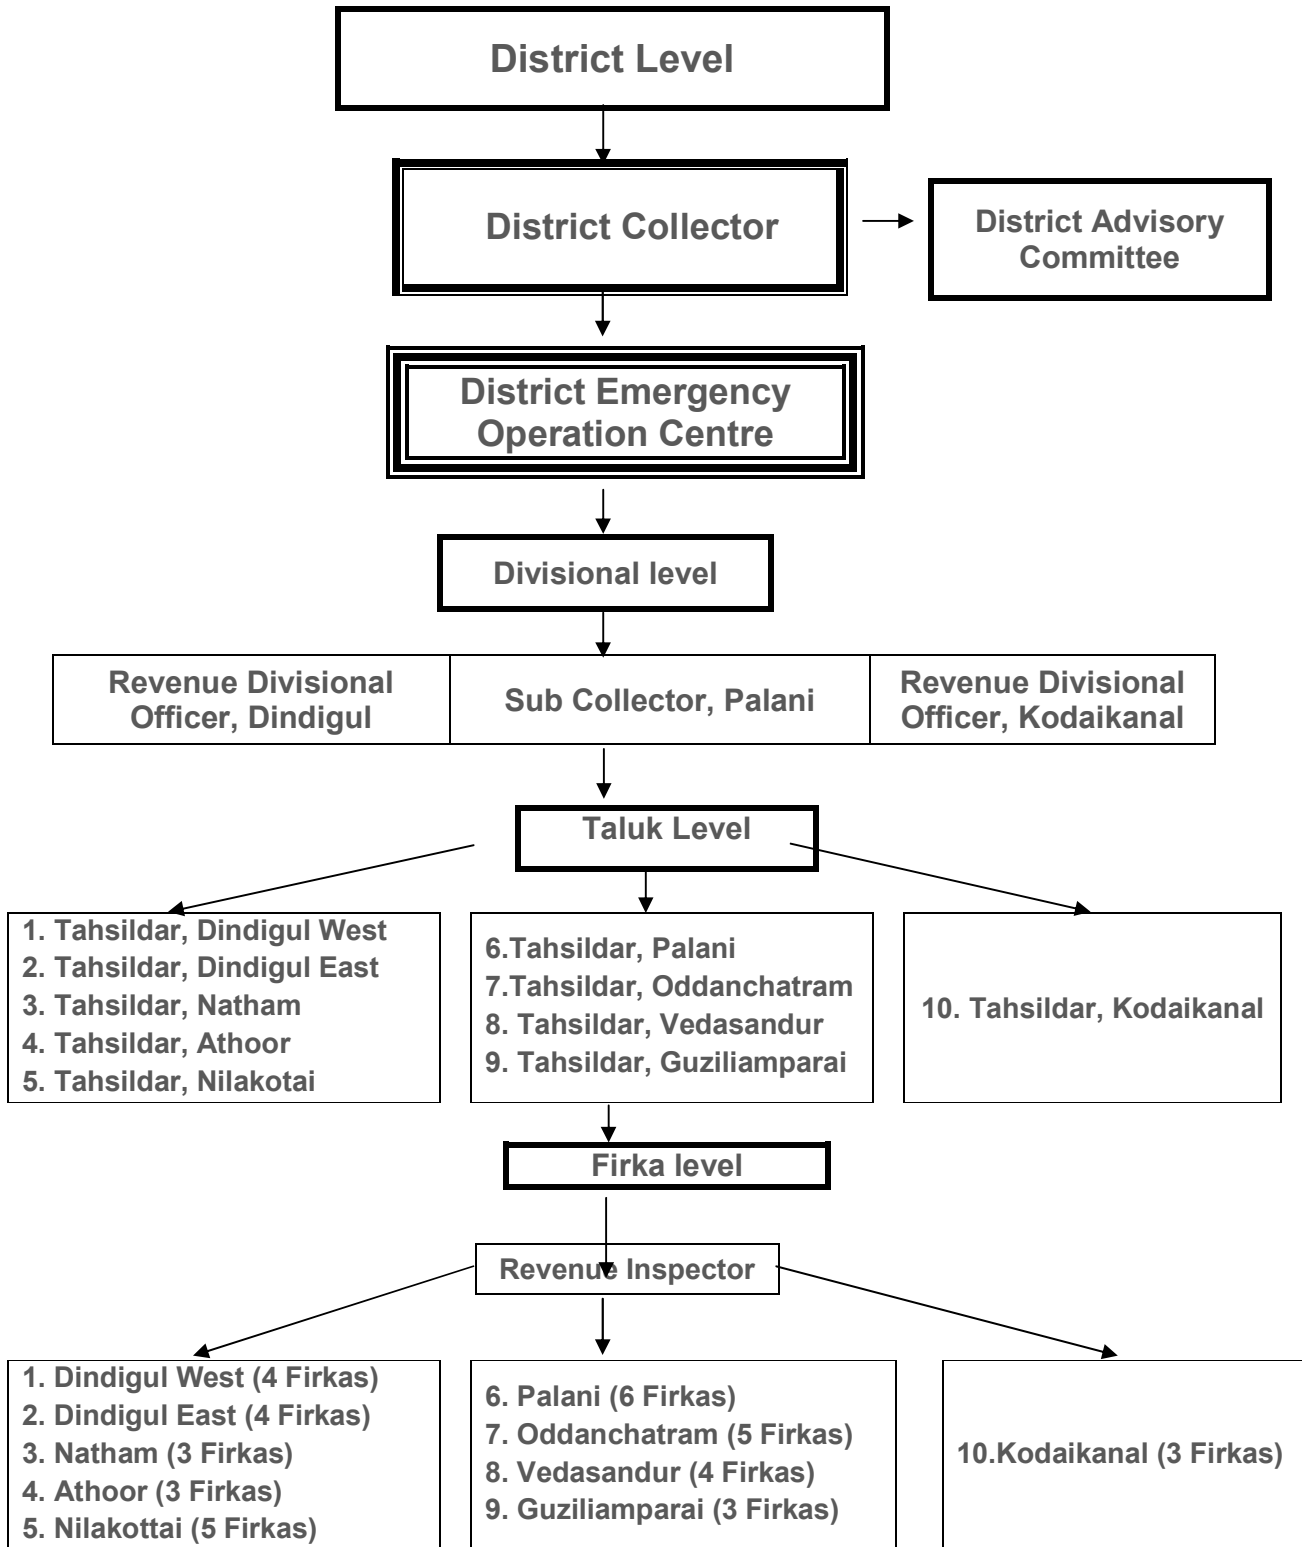 District Level
District Collector
District Advisory
Committee
District Emergency
Operation Centre
Divisional level
Revenue Divisional
Officer, Dindigul
Sub Collector, Palani
Revenue Divisional
Officer, Kodaikanal
Taluk Level
1. Tahsildar, Dindigul West
2. Tahsildar, Dindigul East
3. Tahsildar, Natham
4. Tahsildar, Athoor
5. Tahsildar, Nilakotai
6.Tahsildar, Palani
7.Tahsildar, Oddanchatram
8. Tahsildar, Vedasandur
9. Tahsildar, Guziliamparai
10. Tahsildar, Kodaikanal
Firka level
Revenue Inspector
1. Dindigul West (4 Firkas)
2. Dindigul East (4 Firkas)
3. Natham (3 Firkas)
4. Athoor (3 Firkas)
5. Nilakottai (5 Firkas)
6. Palani (6 Firkas)
7. Oddanchatram (5 Firkas)
8. Vedasandur (4 Firkas)
9. Guziliamparai (3 Firkas)
10.Kodaikanal (3 Firkas)